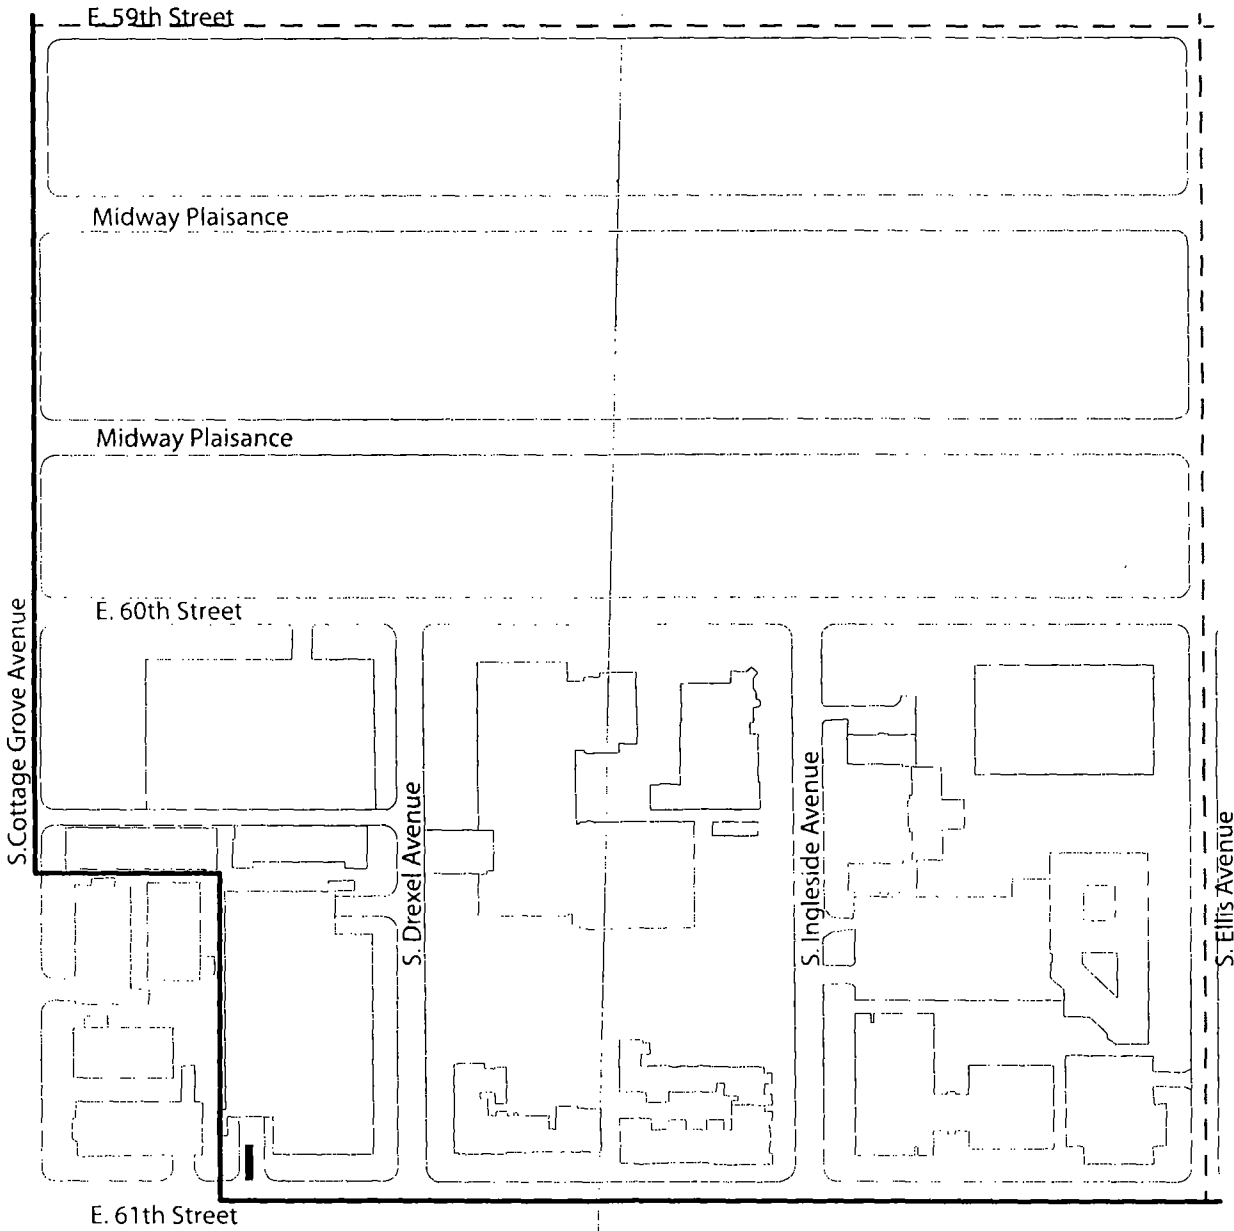 E. 59th Street
Midway Plaisance
Midway Plaisance
E. 60th Street
S.Cottage Grove Avenue
S. Drexel Avenue
S. Ingleside Avenue
S. Ellis Avenue
E. 61th Street